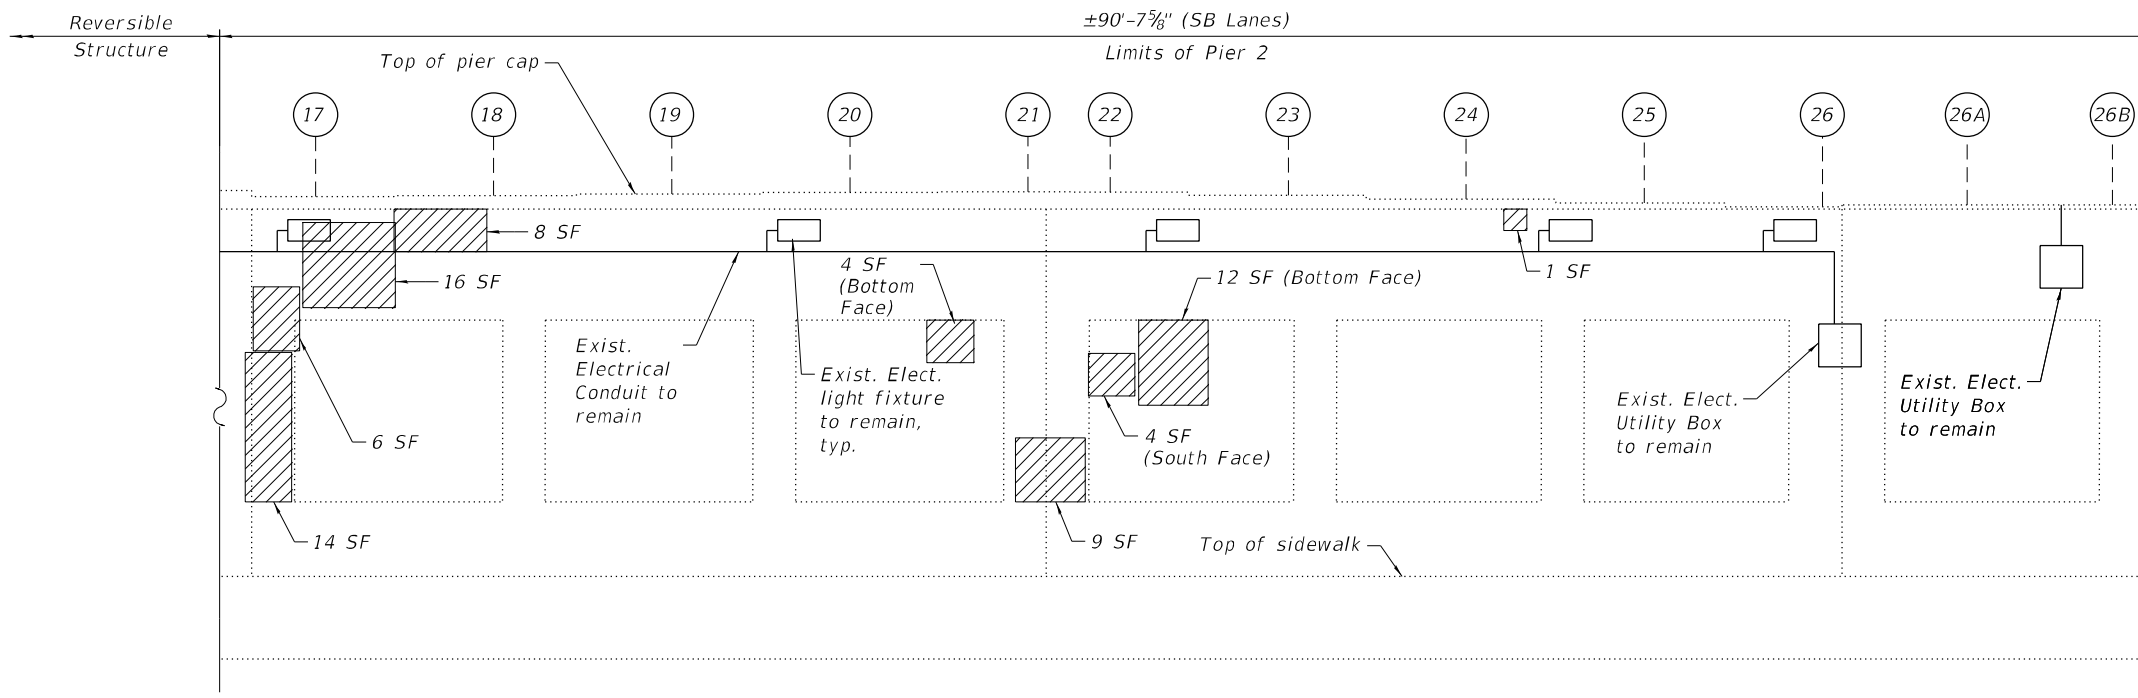 Reversible
Structure
±90'-7⅝" (SB Lanes)
Limits of Pier 2
Top of pier cap
17
18
19
20
21
22
23
24
25
26
26A
26B
8 SF
16 SF
4 SF
(Bottom
Face)
12 SF (Bottom Face)
1 SF
Exist.
Electrical
Conduit to
remain
Exist. Elect.
light fixture
to remain,
typ.
Exist. Elect.
Utility Box
to remain
Exist. Elect.
Utility Box
to remain
6 SF
4 SF
(South Face)
14 SF
9 SF
Top of sidewalk